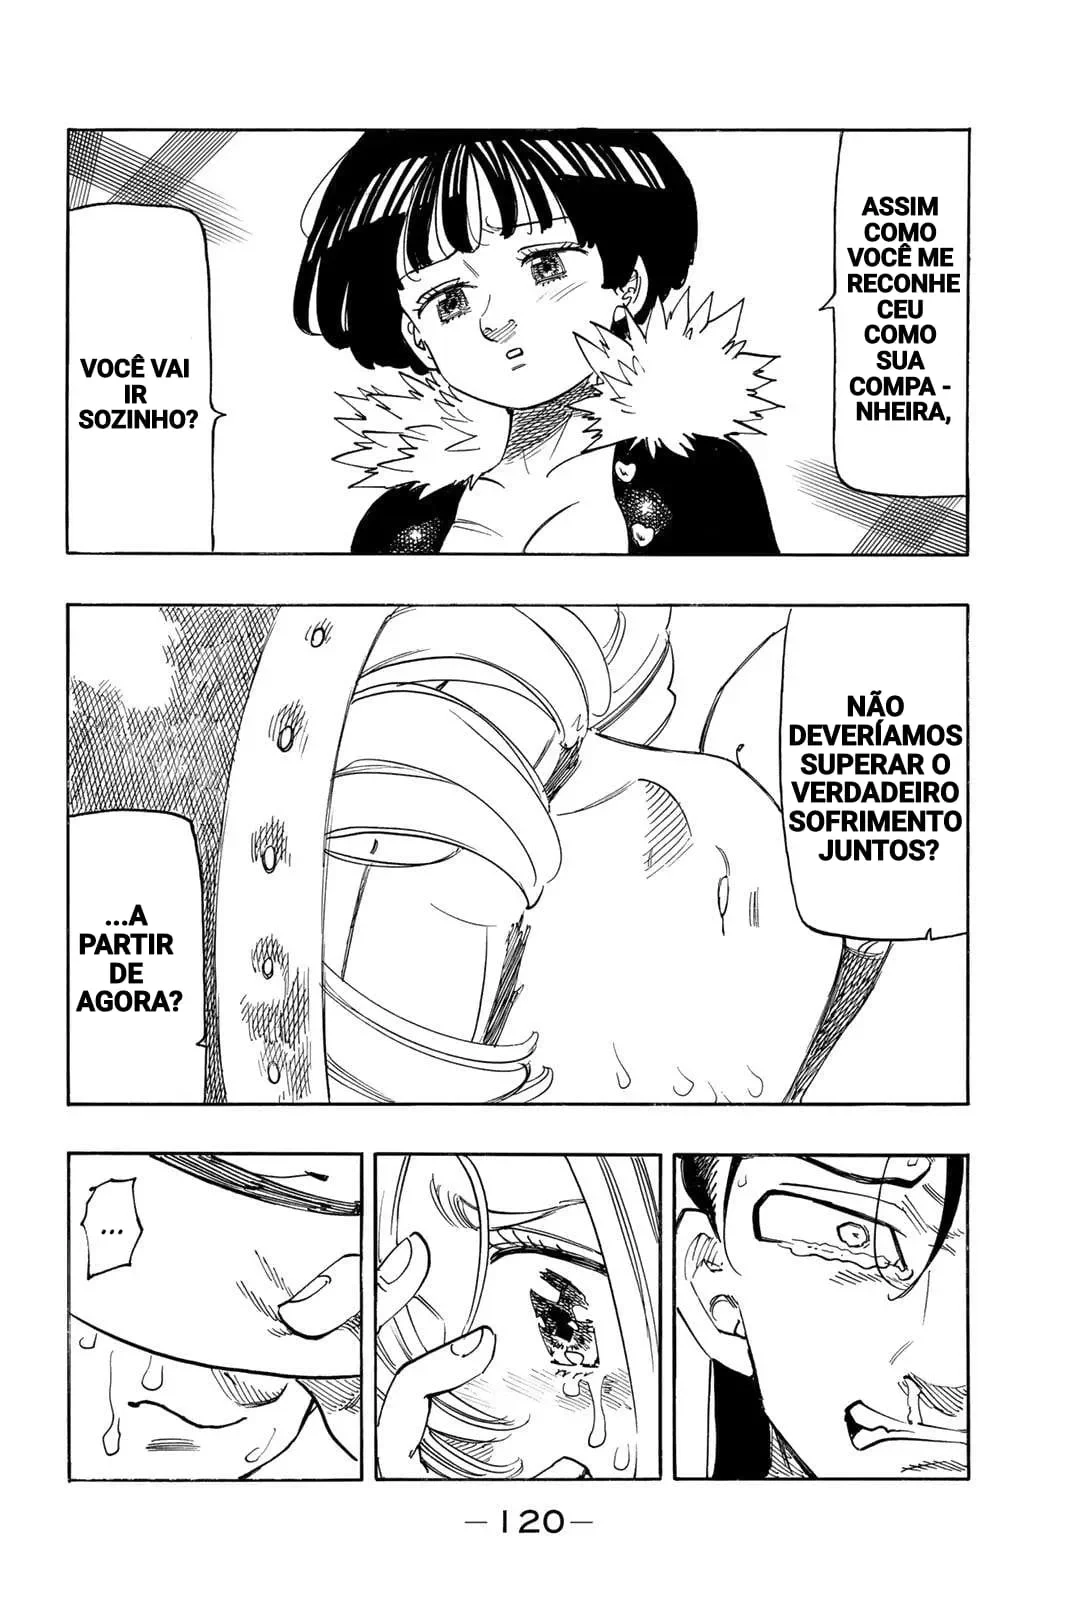 ASSIM
COMO
VOCÊ ME
RECONHE
CEU
COMO
SUA
COMPA -
NHEIRA,
VOCÊ VAI
IR
SOZINHO?
NÃO
DEVERÍAMOS
SUPERAR O
VERDADEIRO
SOFRIMENTO
JUNTOS?
...A
PARTIR
DE
AGORA?
...
— 120 —